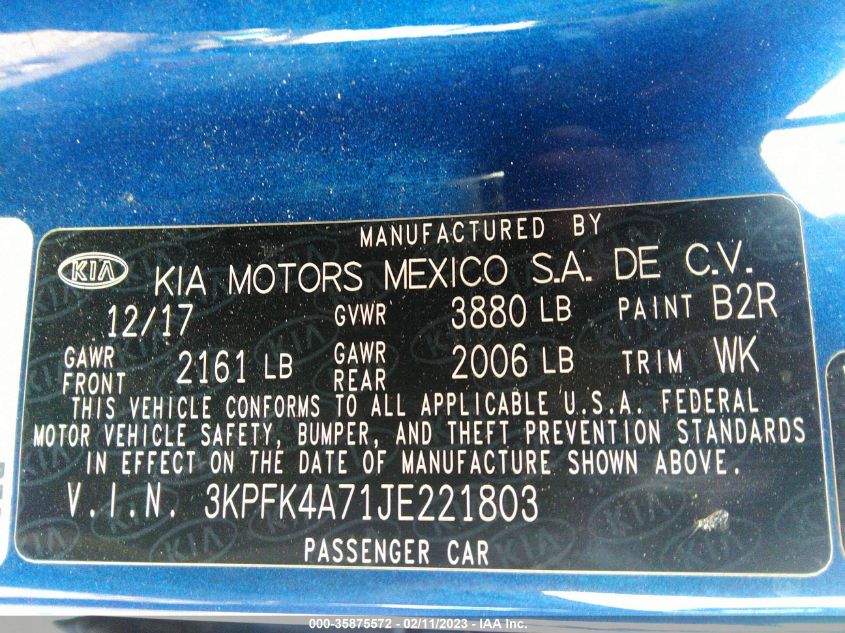 MANUFACTURED BY
KIA KIA MOTORS MEXICO S.A. DE C.V.
12/17 GVWR 3880 LB PAINT B2R
GAWR FRONT 2161 LB GAWR REAR 2006 LB TRIM WK
THIS VEHICLE CONFORMS TO ALL APPLICABLE U.S.A. FEDERAL
MOTOR VEHICLE SAFETY, BUMPER, AND THEFT PREVENTION STANDARDS
IN EFFECT ON THE DATE OF MANUFACTURE SHOWN ABOVE.
V.I.N. 3KPFK4A71JE221803
PASSENGER CAR
000-35875572 - 02/11/2023 - IAA Inc.